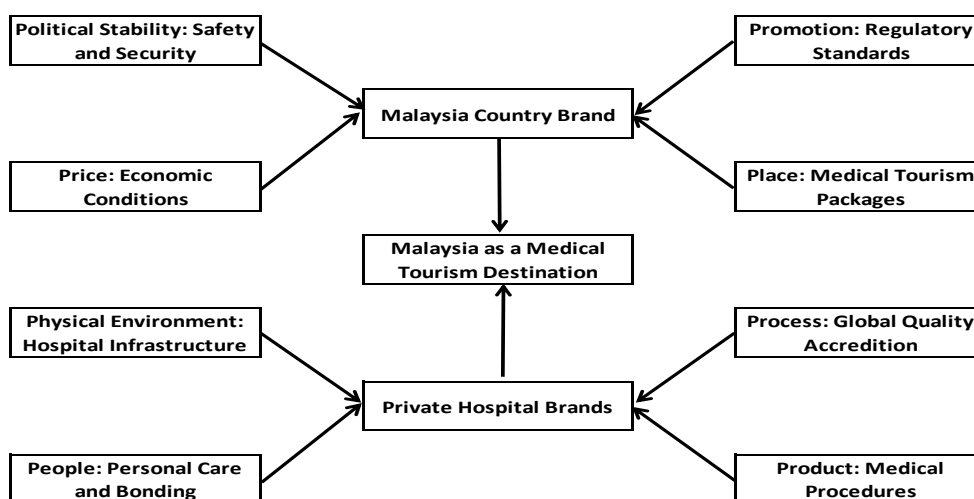 Political Stability: Safety
and Security
Promotion: Regulatory
Standards
Malaysia Country Brand
Price: Economic
Conditions
Place: Medical Tourism
Packages
Malaysia as a Medical
Tourism Destination
Physical Environment:
Hospital Infrastructure
Process: Global Quality
Accredition
Private Hospital Brands
People: Personal Care
and Bonding
Product: Medical
Procedures